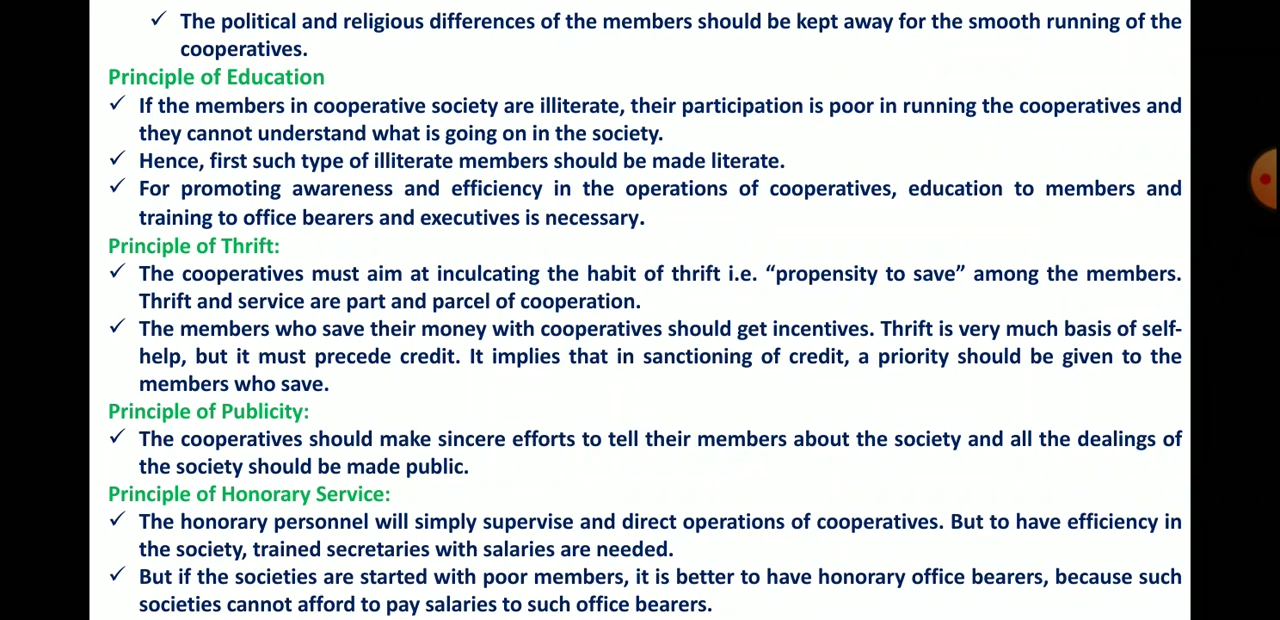 ✓ The political and religious differences of the members should be kept away for the smooth running of the
cooperatives.
Principle of Education
✓ If the members in cooperative society are illiterate, their participation is poor in running the cooperatives and
they cannot understand what is going on in the society.
✓ Hence, first such type of illiterate members should be made literate.
✓ For promoting awareness and efficiency in the operations of cooperatives, education to members and
training to office bearers and executives is necessary.
Principle of Thrift:
✓ The cooperatives must aim at inculcating the habit of thrift i.e. “propensity to save” among the members.
Thrift and service are part and parcel of cooperation.
✓ The members who save their money with cooperatives should get incentives. Thrift is very much basis of self-
help, but it must precede credit. It implies that in sanctioning of credit, a priority should be given to the
members who save.
Principle of Publicity:
✓ The cooperatives should make sincere efforts to tell their members about the society and all the dealings of
the society should be made public.
Principle of Honorary Service:
✓ The honorary personnel will simply supervise and direct operations of cooperatives. But to have efficiency in
the society, trained secretaries with salaries are needed.
✓ But if the societies are started with poor members, it is better to have honorary office bearers, because such
societies cannot afford to pay salaries to such office bearers.